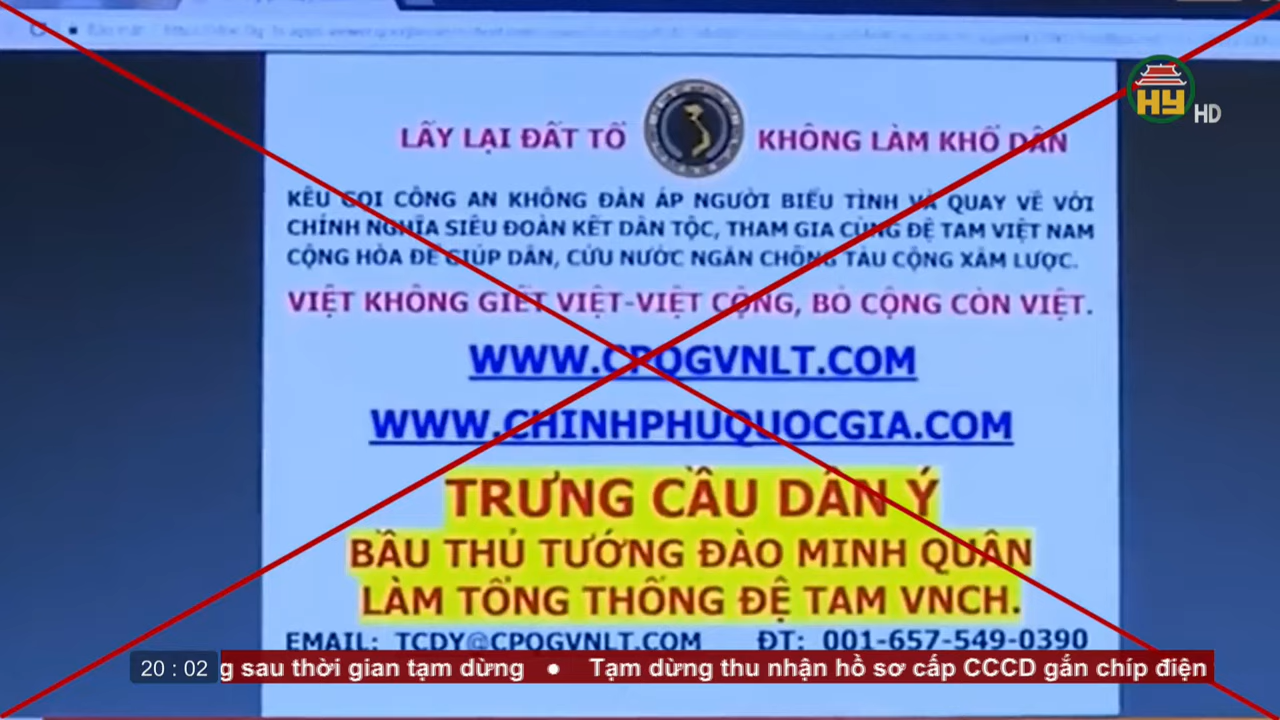 LẤY LẠI ĐẤT TỔ KHÔNG LÀM KHỔ DÂN
KÊU GỌI CÔNG AN KHÔNG ĐÀN ÁP NGƯỜI BIỂU TÌNH VÀ QUAY VỀ VỚI
CHÍNH NGHĨA SIÊU ĐOÀN KẾT DÂN TỘC, THAM GIA CÙNG ĐỆ TAM VIỆT NAM
CỘNG HÒA ĐỂ GIÚP DÂN, CỨU NƯỚC NGĂN CHỐNG TÀU CỘNG XÂM LƯỢC.
VIỆT KHÔNG GIẾT VIỆT-VIỆT CỘNG, BỎ CỘNG CÒN VIỆT.
WWW.CPQGVNLT.COM
WWW.CHINHPHUQUOCGIA.COM
TRƯNG CẦU DÂN Ý
BẦU THỦ TƯỚNG ĐÀO MINH QUÂN
LÀM TỔNG THỐNG ĐỆ TAM VNCH.
EMAIL: TCDY@CPQGVNLT.COM ĐT: 001-657-549-0390
HY HD
20 : 02 g sau thời gian tạm dừng • Tạm dừng thu nhận hồ sơ cấp CCCD gắn chíp điện